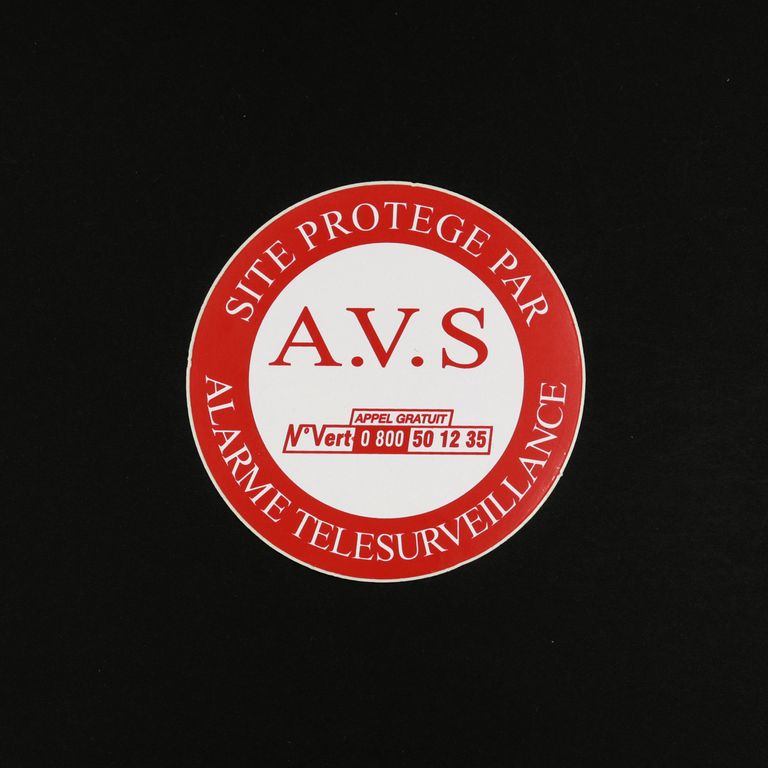 SITE PROTEGE PAR
A.V.S
APPEL GRATUIT
N° Vert 0 800 50 12 35
ALARME TELESURVEILLANCE